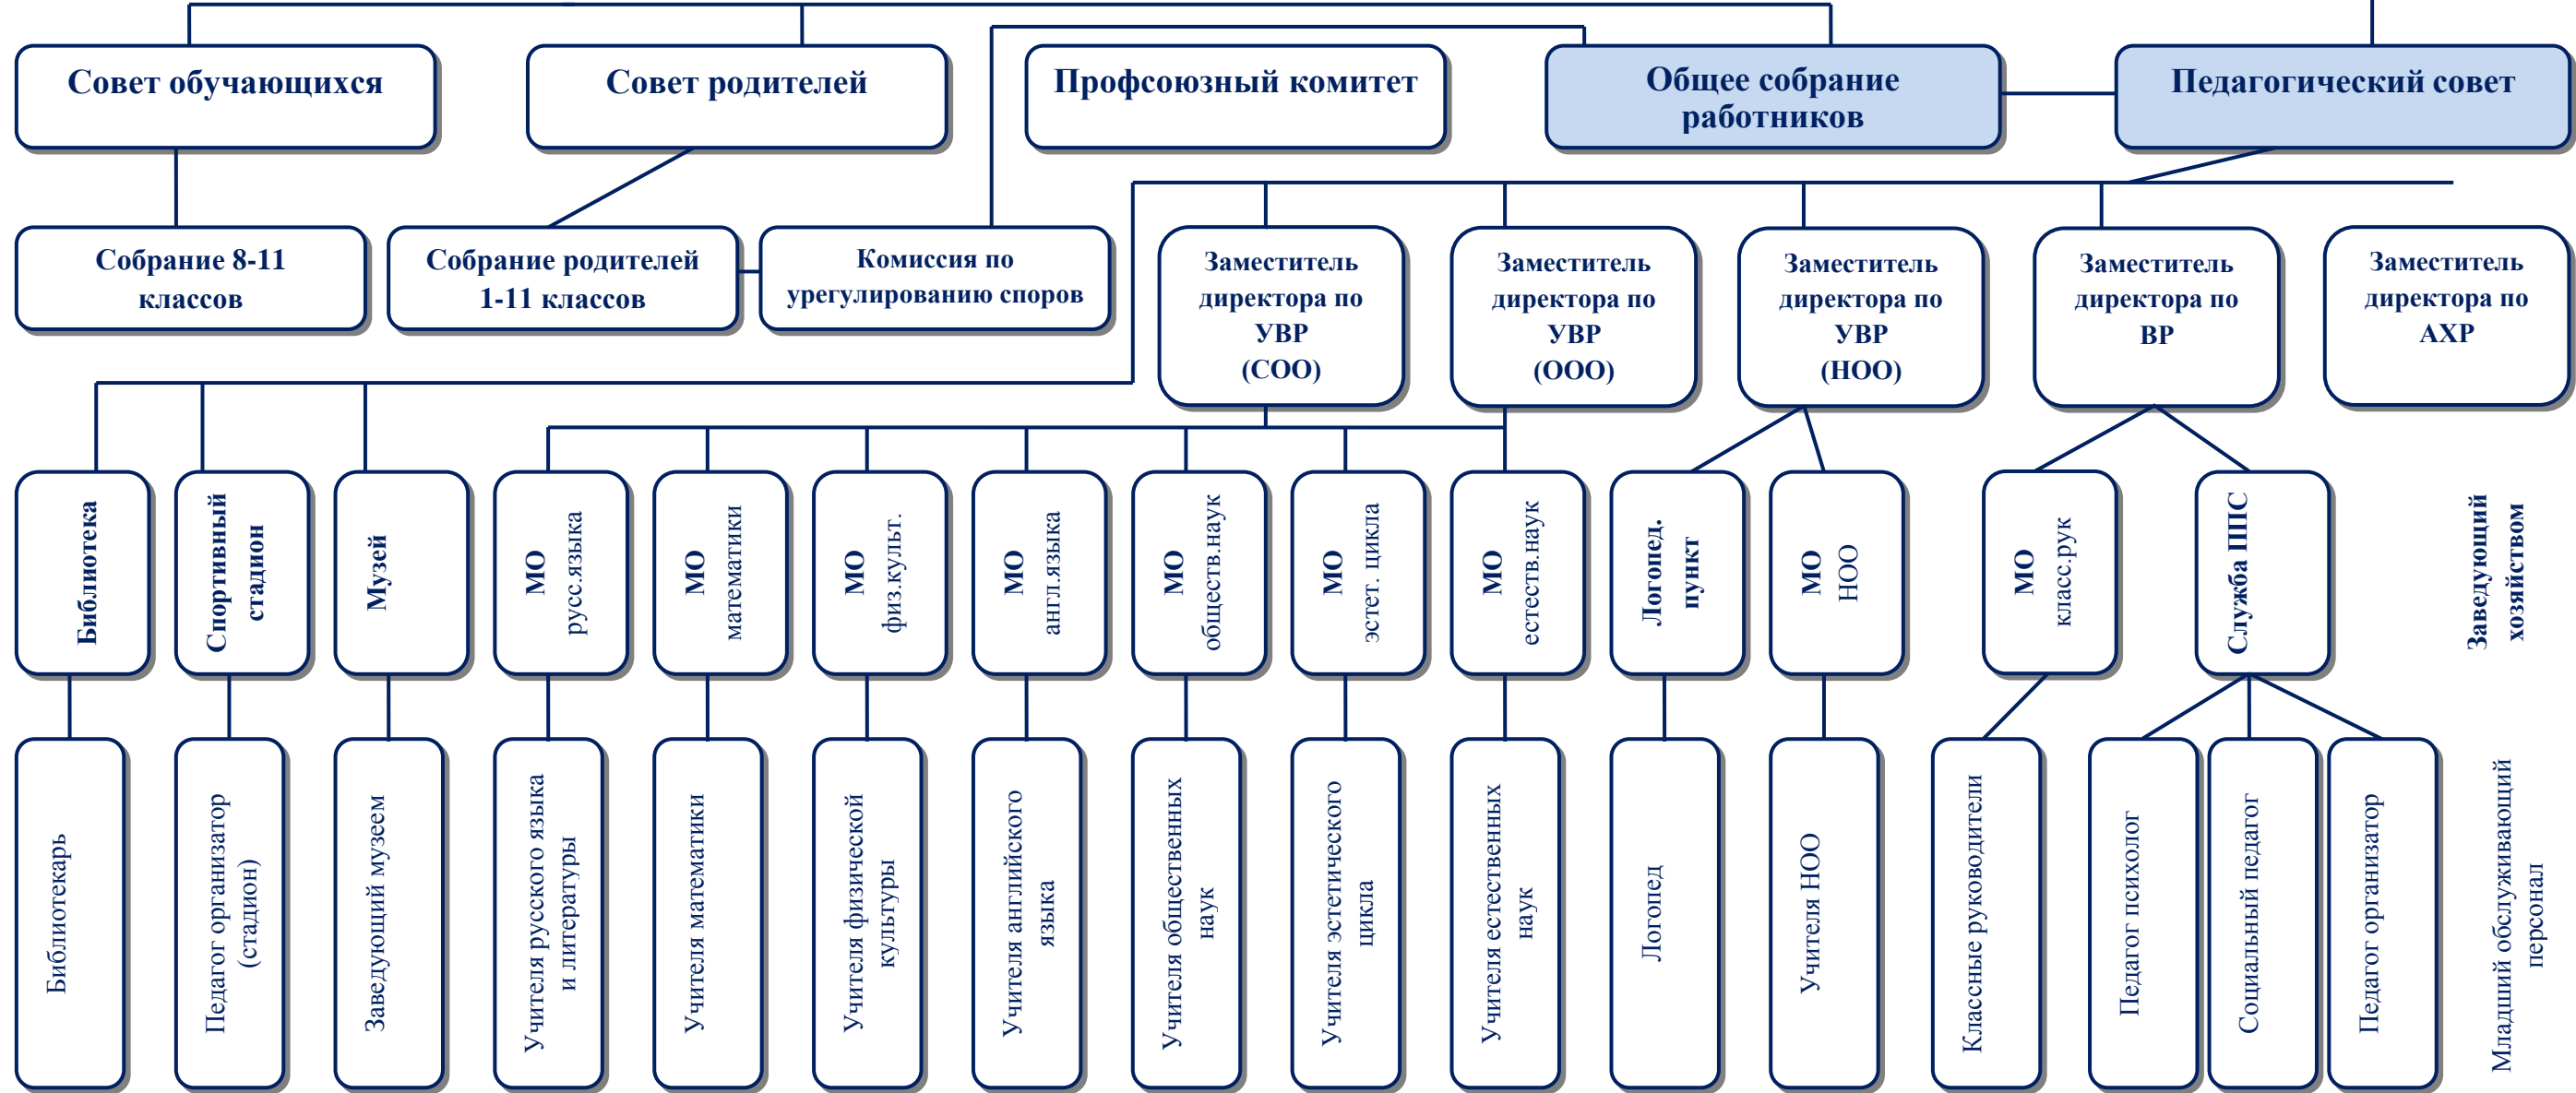 Совет обучающихся
Совет родителей
Профсоюзный комитет
Общее собрание
работников
Педагогический совет
Собрание 8-11
классов
Собрание родителей
1-11 классов
Комиссия по
урегулированию споров
Заместитель
директора по
УВР
(СОО)
Заместитель
директора по
УВР
(ООО)
Заместитель
директора по
УВР
(НОО)
Заместитель
директора по
ВР
Заместитель
директора по
АХР
Библиотека
Спортивный
стадион
Музей
МО
русс.языка
МО
математики
МО
физ.культ.
МО
англ.языка
МО
обществ.наук
МО
эстет. цикла
МО
естеств.наук
Логопед.
пункт
МО
НОО
МО
класс.рук
Служба ППС
Заведующий
хозяйством
Библиотекарь
Педагог организатор
(стадион)
Заведующий музеем
Учителя русского языка
и литературы
Учителя математики
Учителя физической
культуры
Учителя английского
языка
Учителя общественных
наук
Учителя эстетического
цикла
Учителя естественных
наук
Логопед
Учителя НОО
Классные руководители
Педагог психолог
Социальный педагог
Педагог организатор
Младший обслуживающий
персонал